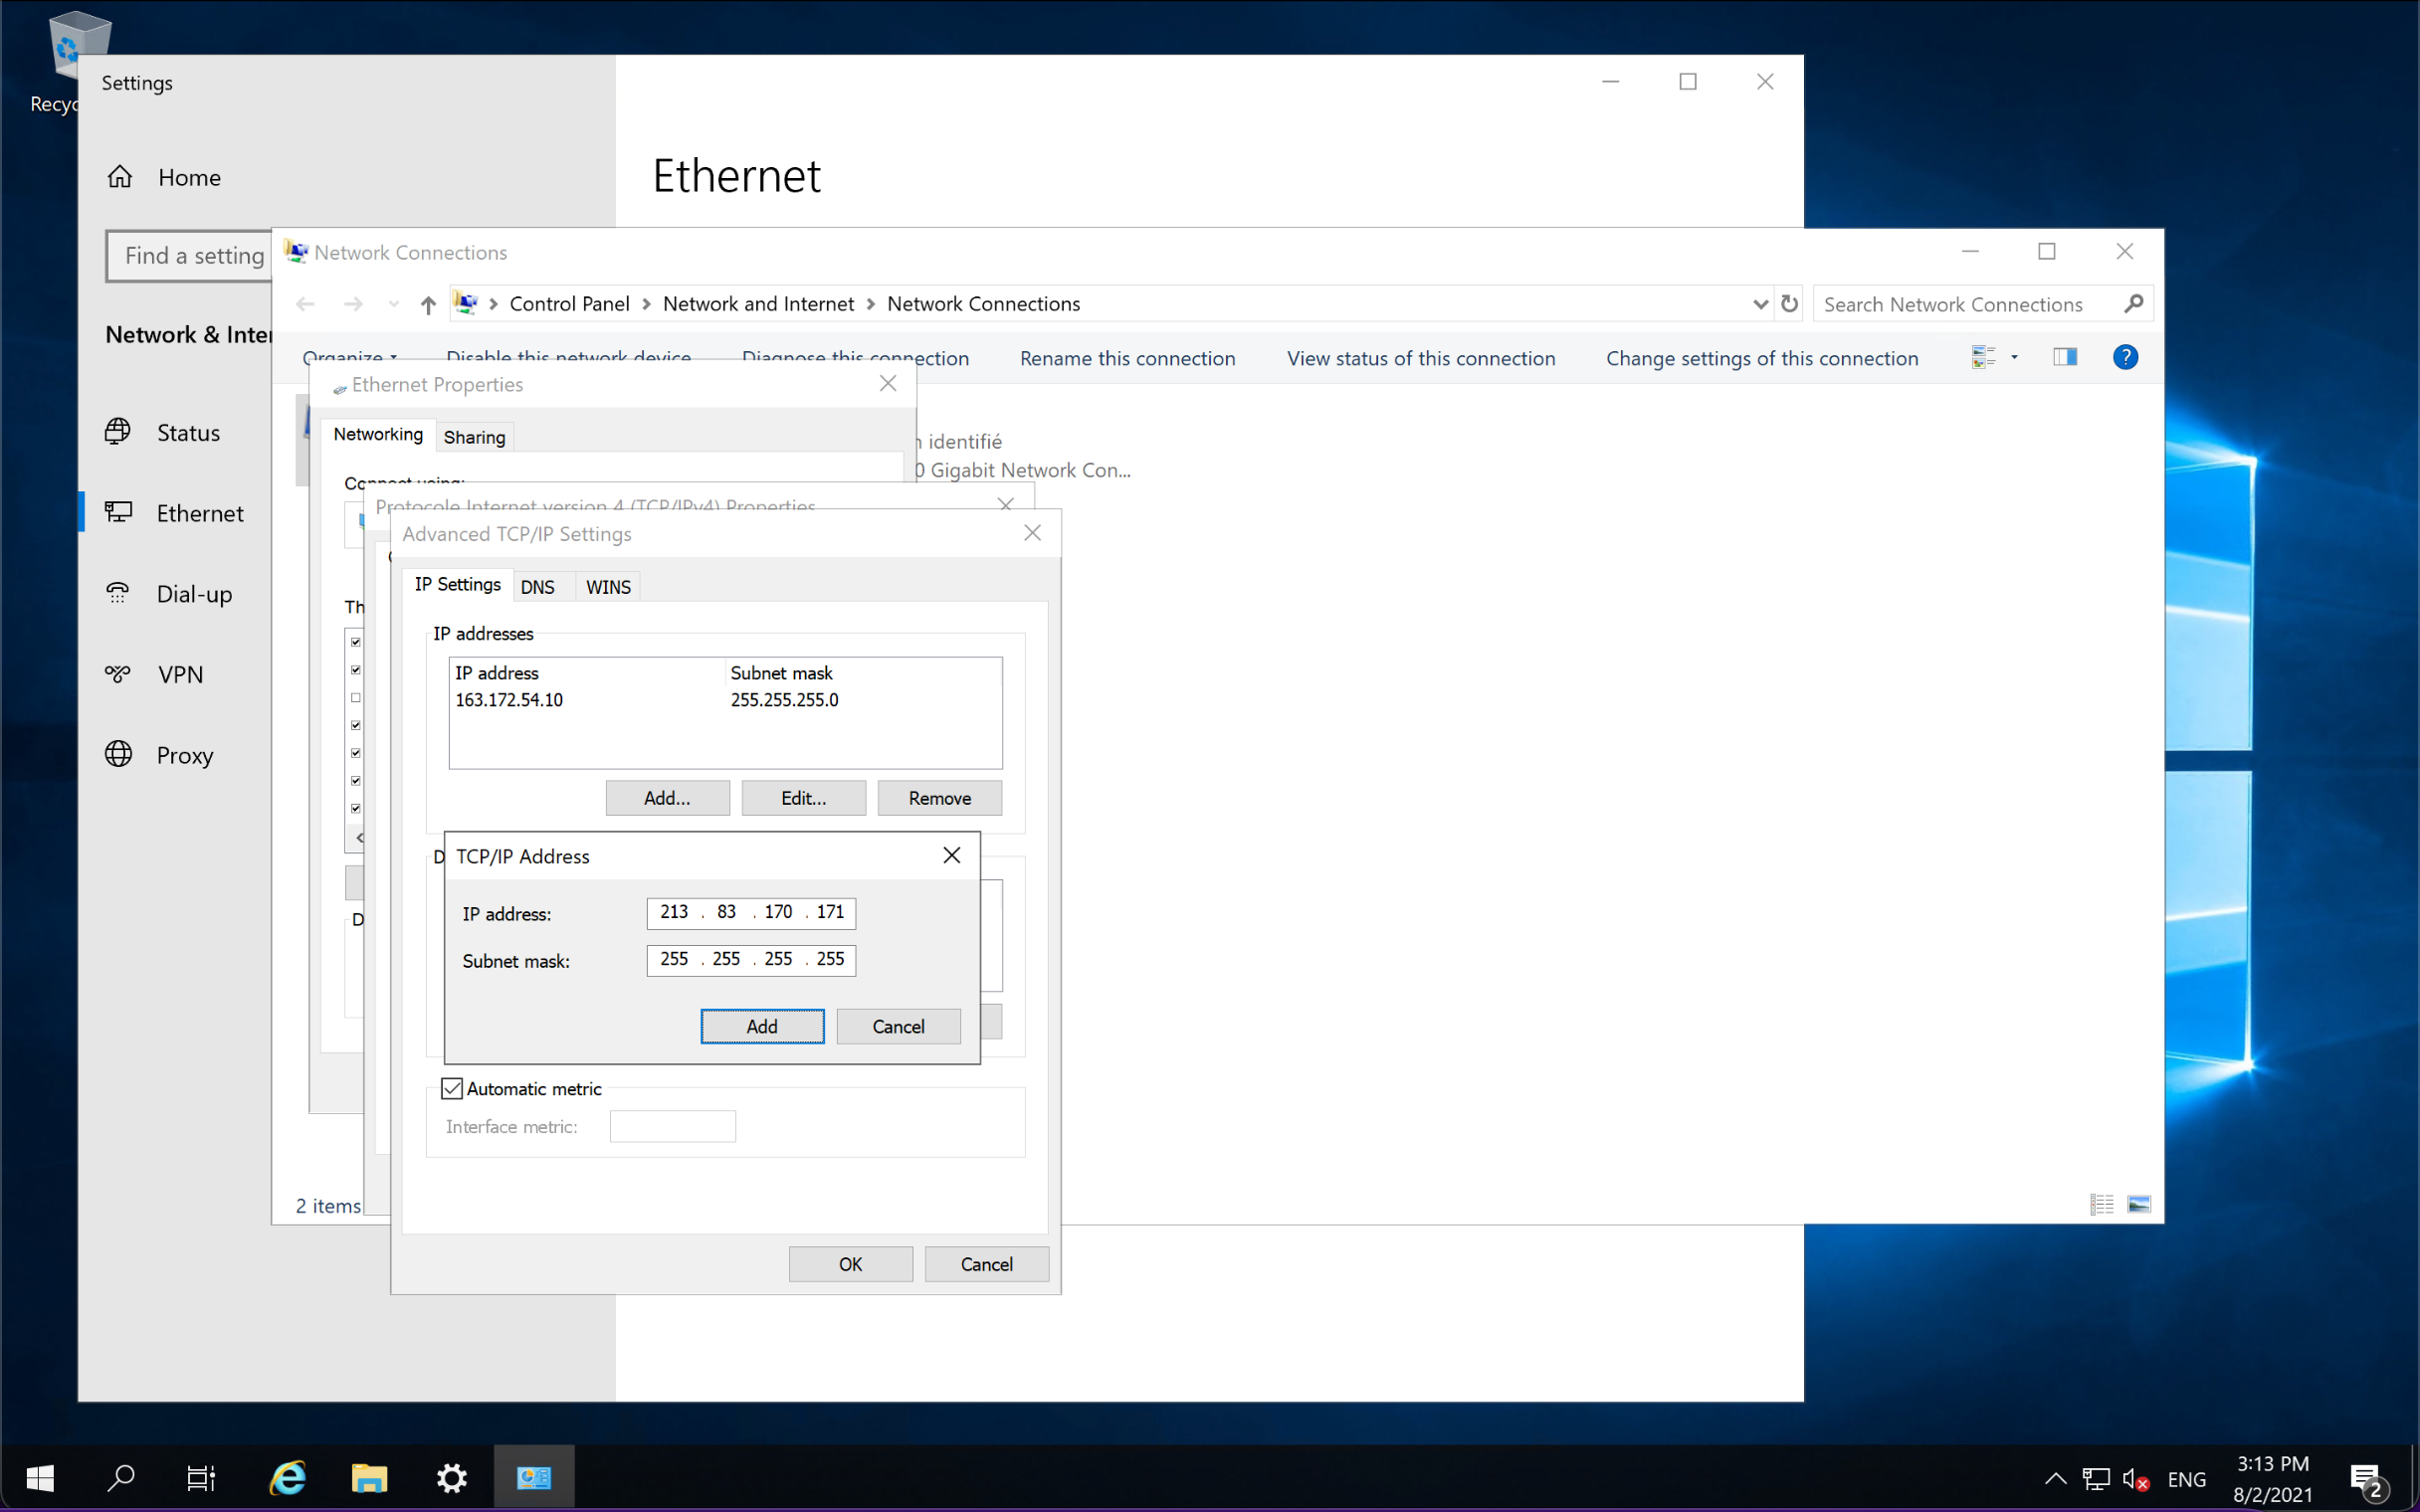 Recyc
Settings
Home
Find a setting
Network & Inter
Status
Ethernet
Dial-up
VPN
Proxy
Ethernet
Network Connections
Control Panel
Network and Internet
Network Connections
Search Network Connections
Organize
Disable this network device
Diagnose this connection
Rename this connection
View status of this connection
Change settings of this connection
identifié
0 Gigabit Network Con...
2 items
Ethernet Properties
Networking
Sharing
Connect using:
Th
D
Protocole Internet version 4 (TCP/IPv4) Properties
Advanced TCP/IP Settings
IP Settings
DNS
WINS
IP addresses
IP address
Subnet mask
163.172.54.10
255.255.255.0
Add...
Edit...
Remove
D
TCP/IP Address
IP address:
213 . 83 . 170 . 171
Subnet mask:
255 . 255 . 255 . 255
Add
Cancel
Automatic metric
Interface metric:
OK
Cancel
ENG
3:13 PM
8/2/2021
2